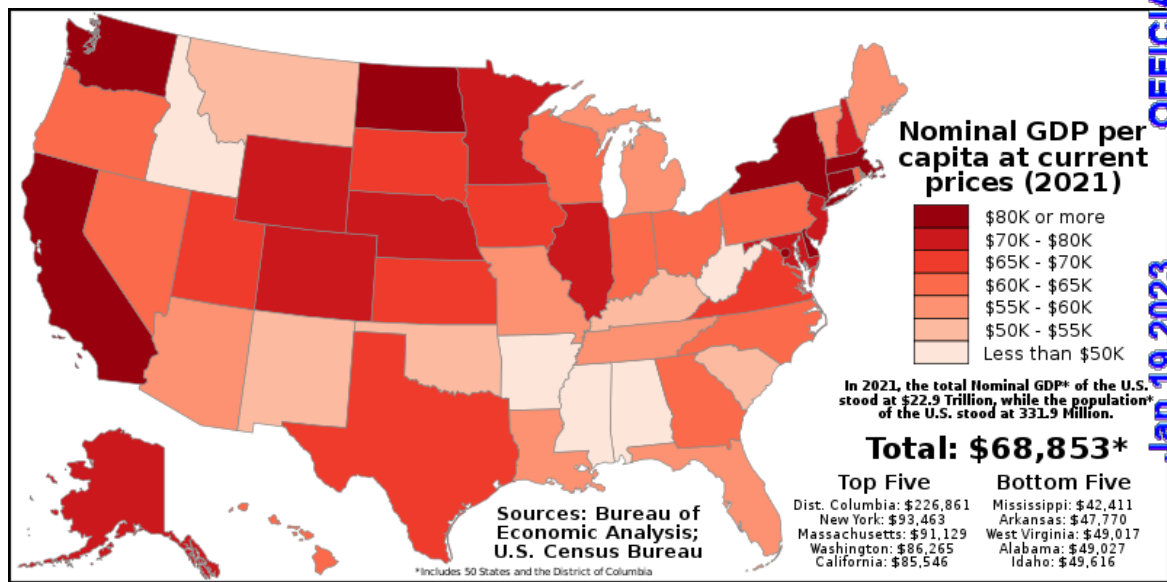 OFFICIA
Nominal GDP per
capita at current
prices (2021)
$80K or more
$70K - $80K
$65K - $70K
$60K - $65K
$55K - $60K
$50K - $55K
Less than $50K
Jan 19 2023
In 2021, the total Nominal GDP* of the U.S.
stood at $22.9 Trillion, while the population*
of the U.S. stood at 331.9 Million.
Total: $68,853*
Top Five
Dist. Columbia: $226,861
New York: $93,463
Massachusetts: $91,129
Washington: $86,265
California: $85,546
Bottom Five
Mississippi: $42,411
Arkansas: $47,770
West Virginia: $49,017
Alabama: $49,027
Idaho: $49,616
Sources: Bureau of
Economic Analysis;
U.S. Census Bureau
*Includes 50 States and the District of Columbia